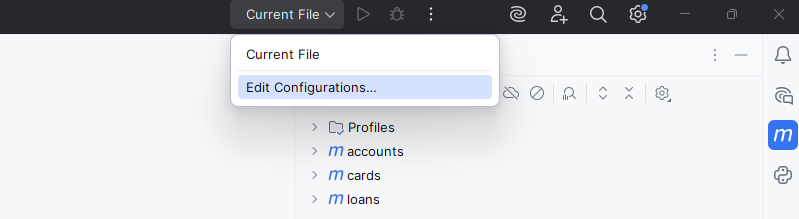 Current File
Current File
Edit Configurations...
Profiles
m accounts
m cards
m loans
m